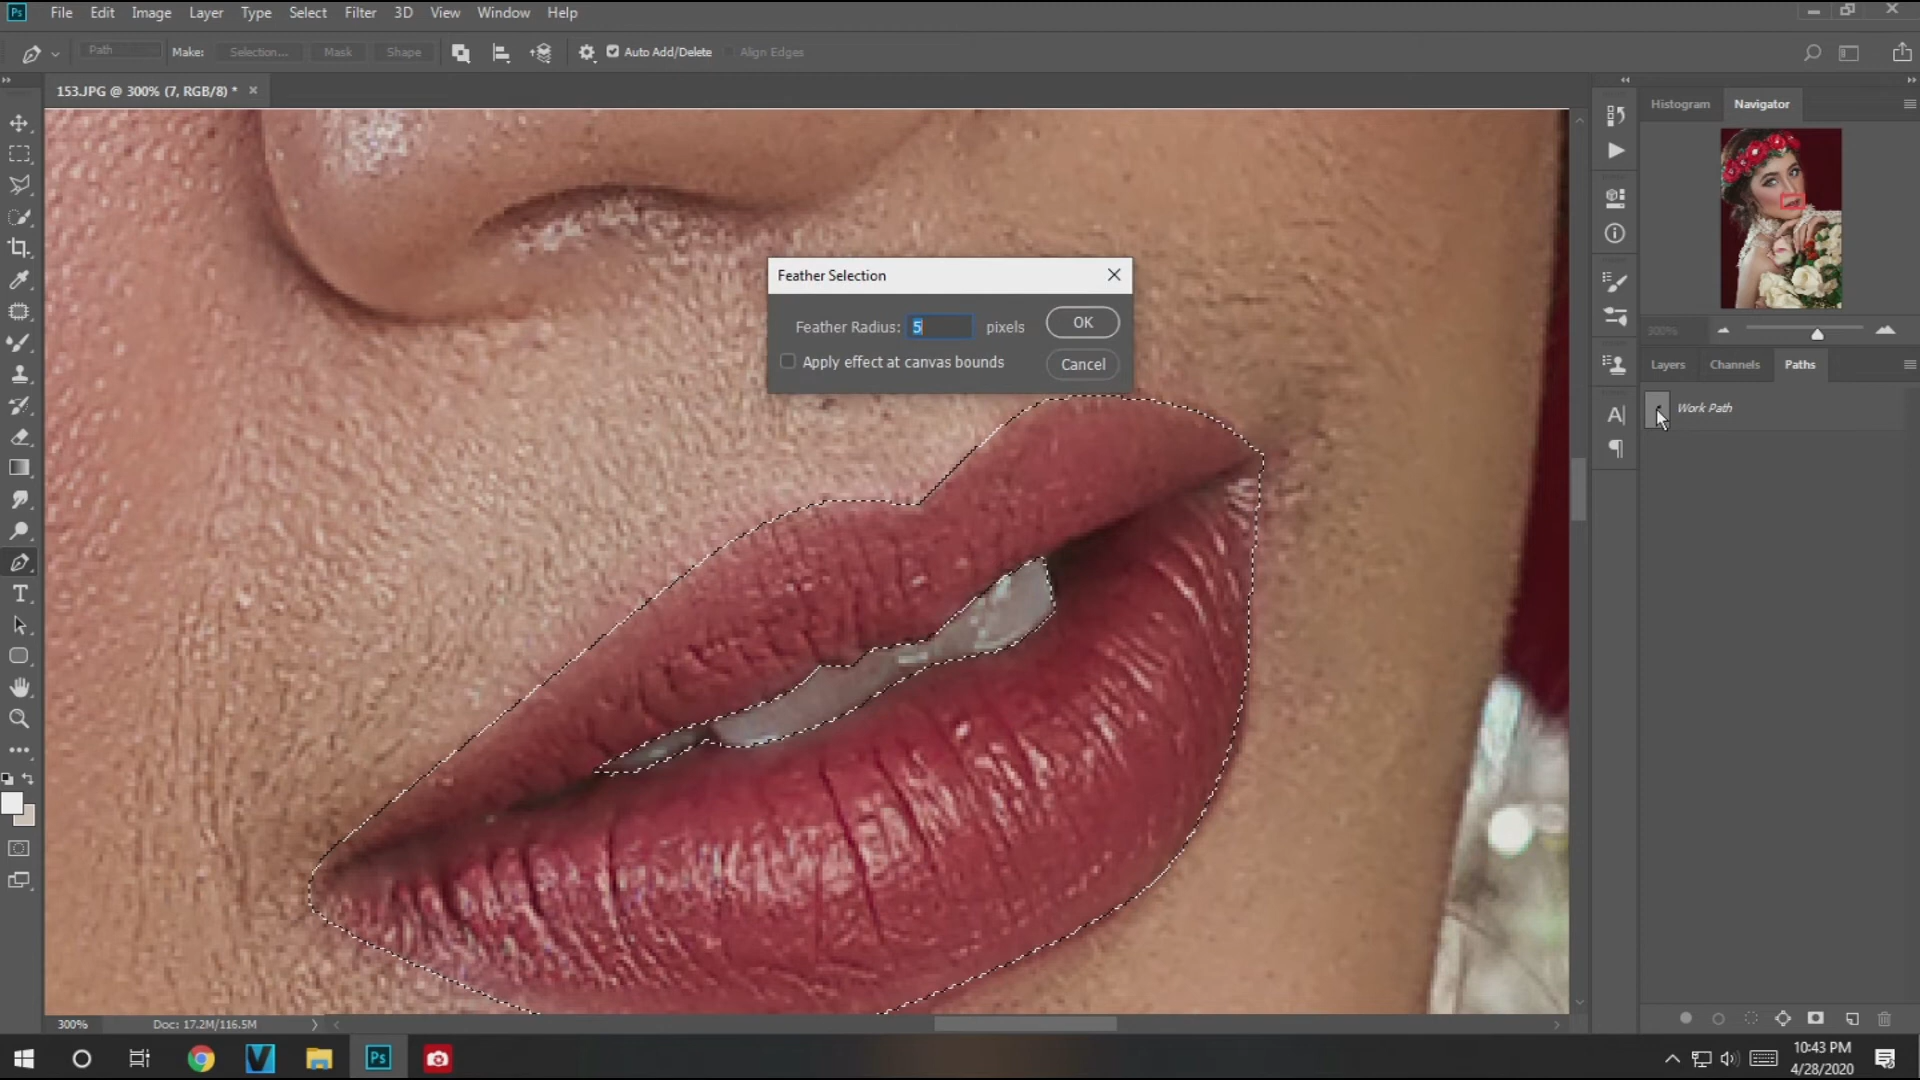 Ps File Edit Image Layer Type Select Filter 3D View Window Help
Path Make: Selection... Mask Shape Auto Add/Delete Align Edges
153.JPG @ 300% (7, RGB/8) *
Histogram Navigator
Feather Selection
Feather Radius: 5 pixels OK
Apply effect at canvas bounds Cancel
300%
Layers Channels Paths
Work Path
300% Doc: 17.2M/116.5M
Ps
10:43 PM
4/28/2020